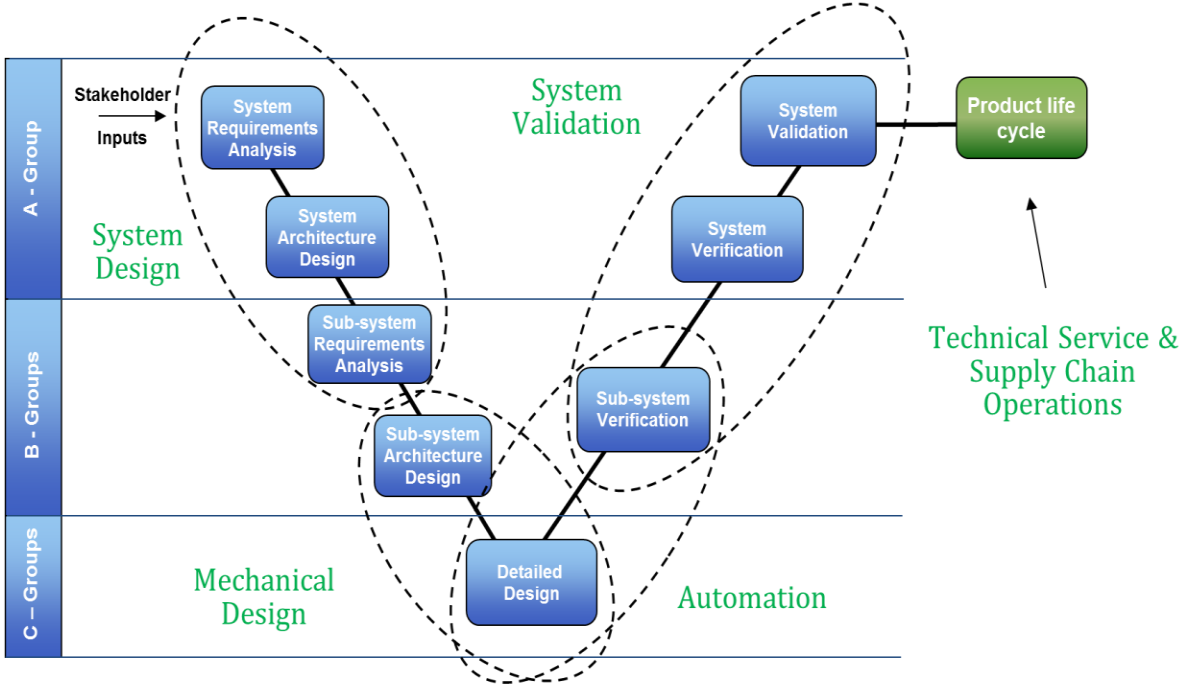 A - Group
B - Groups
C – Groups
Stakeholder
Inputs
System
Requirements
Analysis
System
Architecture
Design
System
Design
Sub-system
Requirements
Analysis
Sub-system
Architecture
Design
Mechanical
Design
Detailed
Design
Automation
Sub-system
Verification
System
Verification
System
Validation
System
Validation
Product life
cycle
Technical Service &
Supply Chain
Operations